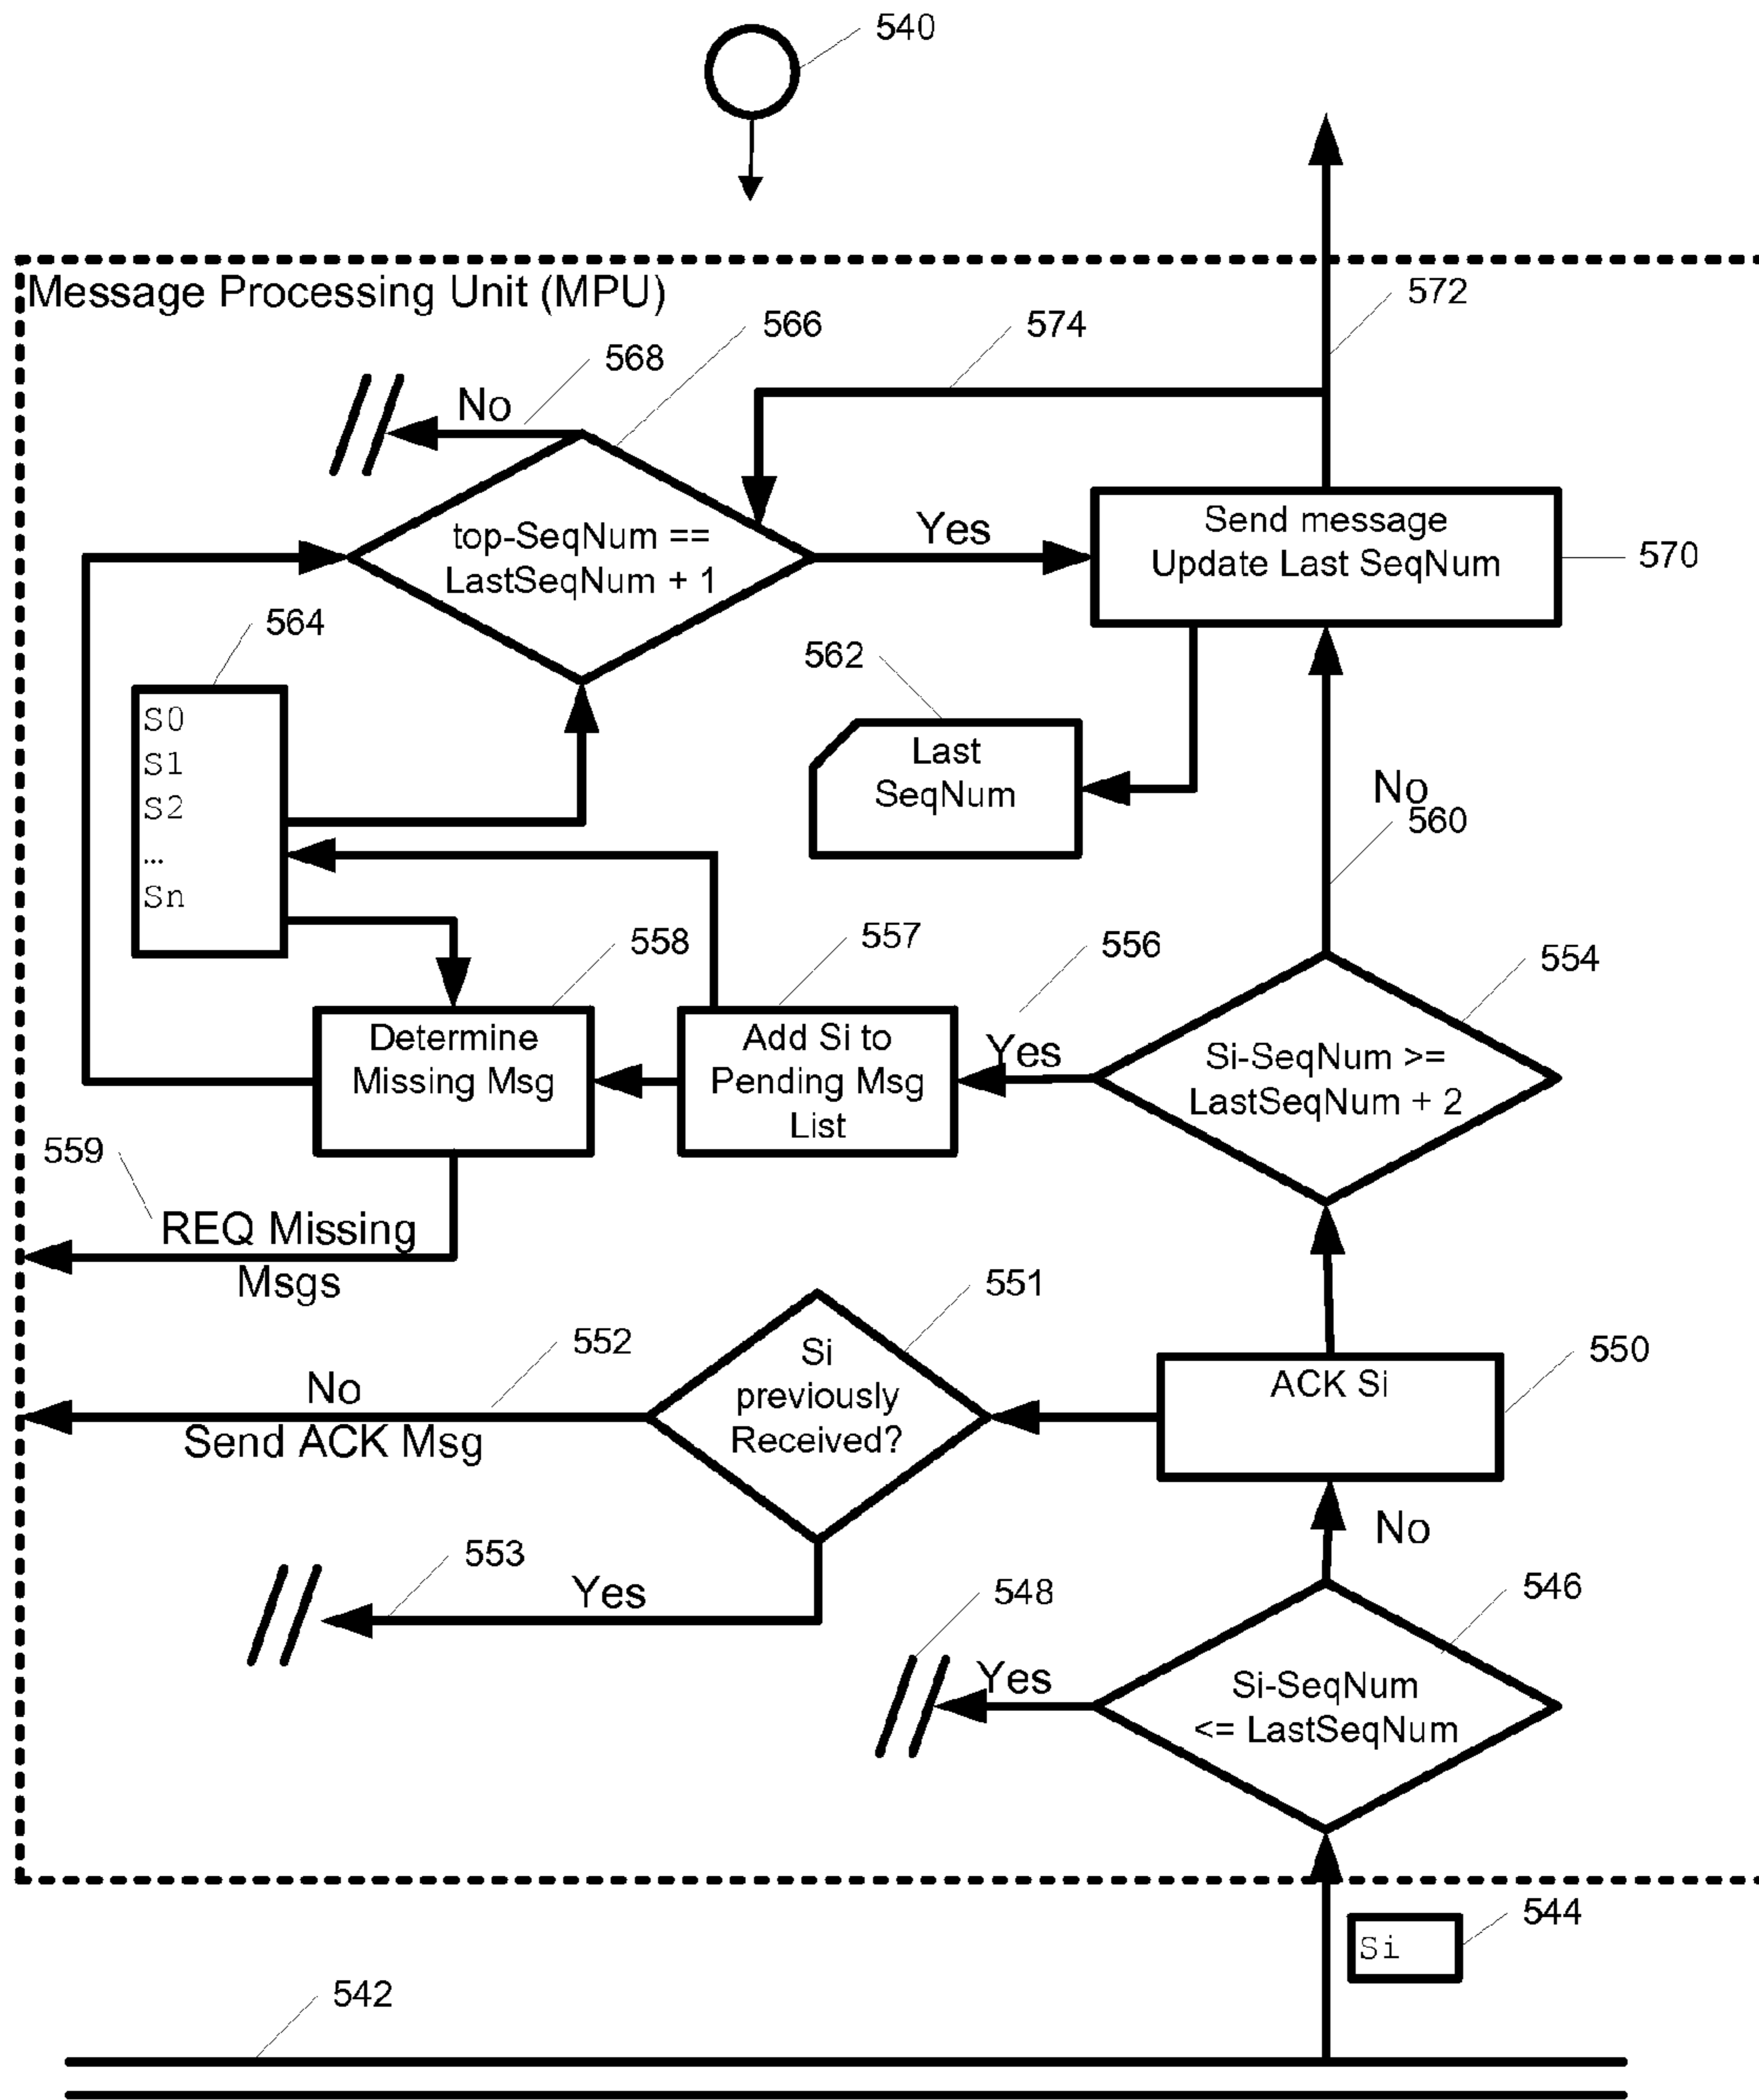 540
Message Processing Unit (MPU)
572
566
574
568
No
top-SeqNum ==
LastSeqNum + 1
Yes
Send message
Update Last SeqNum
570
564
S0
S1
S2
...
Sn
562
Last
SeqNum
No
560
558
557
556
554
Determine
Missing Msg
Add Si to
Pending Msg
List
Yes
Si-SeqNum >=
LastSeqNum + 2
559
REQ Missing
Msgs
551
552
Si
previously
Received?
550
ACK Si
No
Send ACK Msg
No
553
Yes
548
546
Yes
Si-SeqNum
<= LastSeqNum
544
Si
542